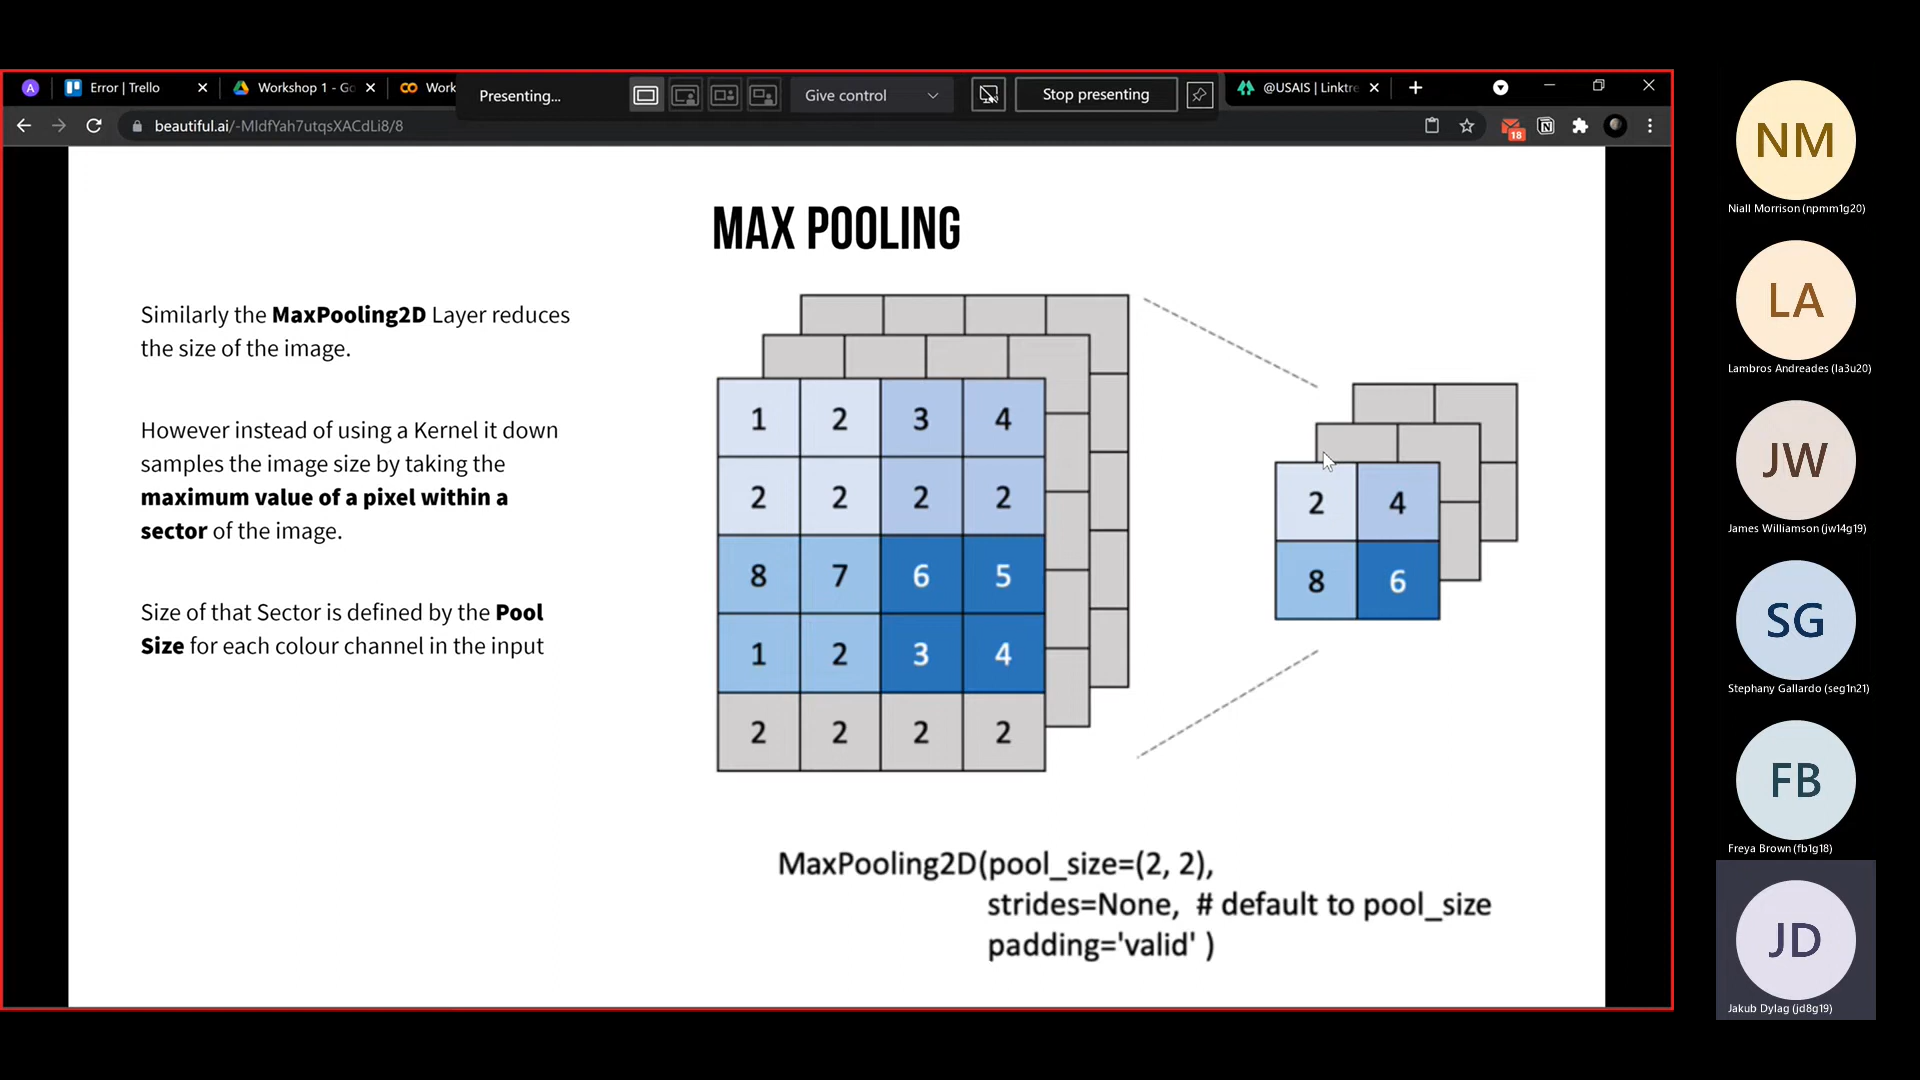 A
Error | Trello
Workshop 1 - Go
Work
Presenting...
Give control
Stop presenting
@USAIS | Linktre
beautiful.ai/-MldfYah7utqsXACdLi8/8
18
MAX POOLING
Similarly the MaxPooling2D Layer reduces
the size of the image.
However instead of using a Kernel it down
samples the image size by taking the
maximum value of a pixel within a
sector of the image.
Size of that Sector is defined by the Pool
Size for each colour channel in the input
1 2 3 4
2 2 2 2
8 7 6 5
1 2 3 4
2 2 2 2
2 4
8 6
MaxPooling2D(pool_size=(2, 2),
strides=None, # default to pool_size
padding='valid' )
NM
Niall Morrison (npmm1g20)
LA
Lambros Andreades (la3u20)
JW
James Williamson (jw14g19)
SG
Stephany Gallardo (seg1n21)
FB
Freya Brown (fb1g18)
JD
Jakub Dylag (jd8g19)